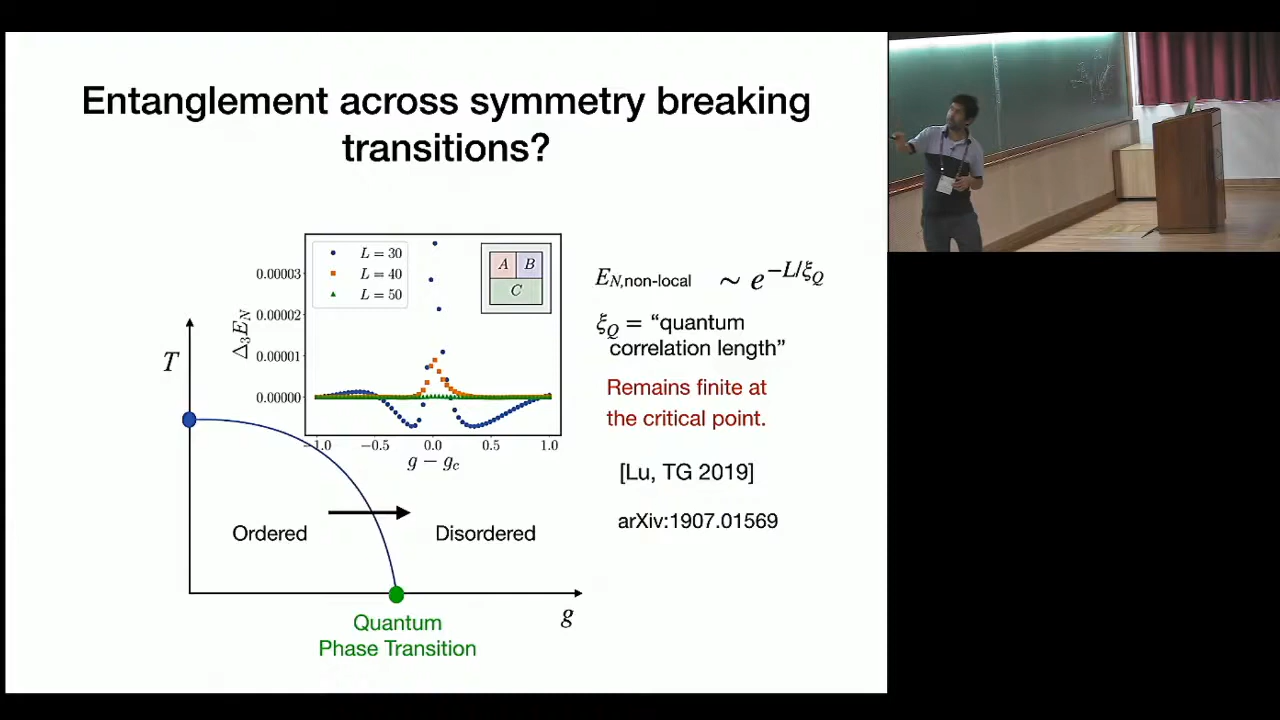 Entanglement across symmetry breaking
transitions?
L = 30
L = 40
L = 50
A B
C
0.00003
0.00002
0.00001
0.00000
Δ₃E_N
−1.0 −0.5 0.0 0.5 1.0
g − g_c
E_{N,non-local} ∼ e^{−L/ξ_Q}
ξ_Q = “quantum
correlation length”
Remains finite at
the critical point.
[Lu, TG 2019]
arXiv:1907.01569
T
Ordered
Disordered
g
Quantum
Phase Transition